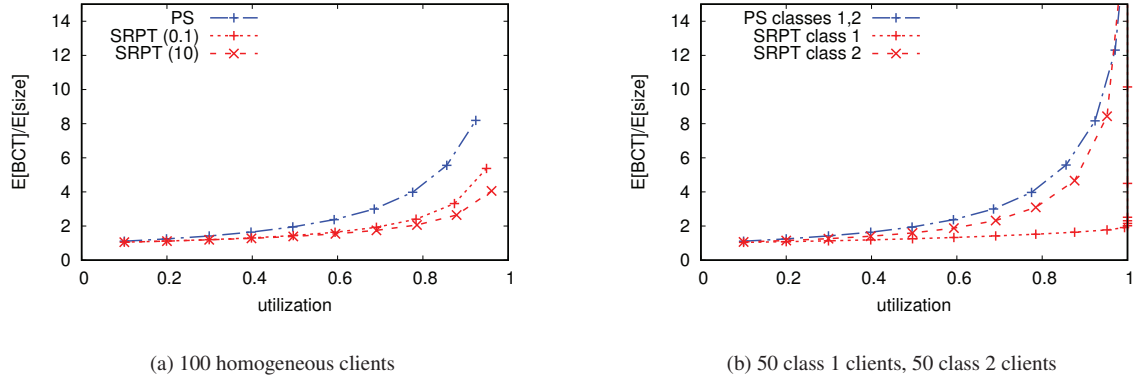 PS
SRPT (0.1)
SRPT (10)
E[BCT]/E[size]
14
12
10
8
6
4
2
0
0 0.2 0.4 0.6 0.8 1
utilization
(a) 100 homogeneous clients
PS classes 1,2
SRPT class 1
SRPT class 2
E[BCT]/E[size]
14
12
10
8
6
4
2
0
0 0.2 0.4 0.6 0.8 1
utilization
(b) 50 class 1 clients, 50 class 2 clients